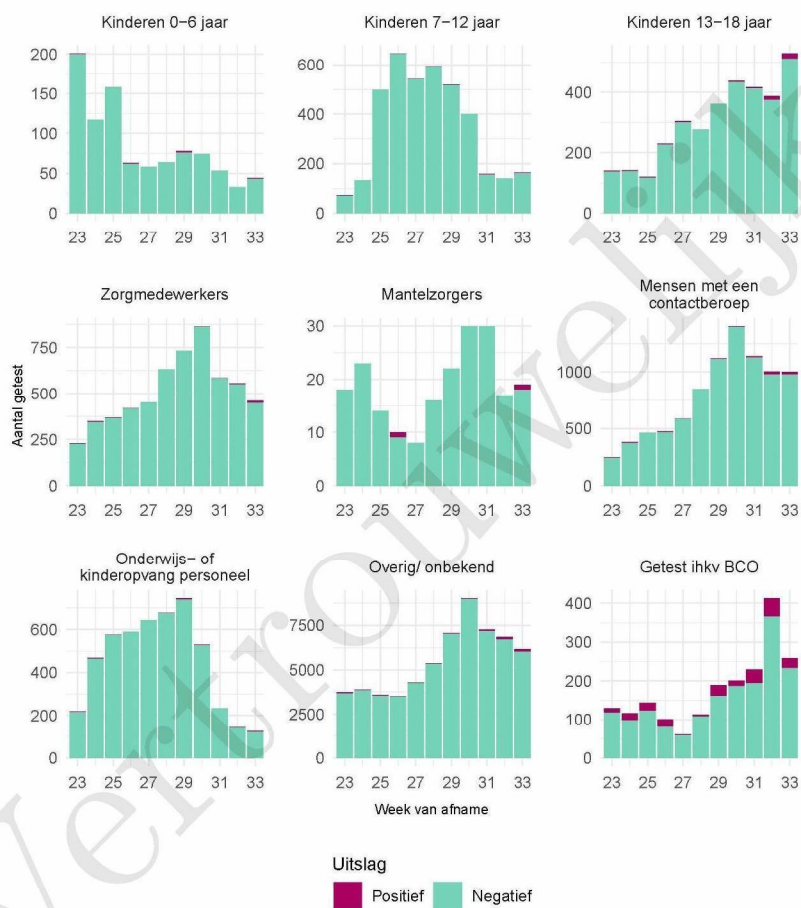 Kinderen 0−6 jaar
Kinderen 7−12 jaar
Kinderen 13−18 jaar
200
150
100
50
0
23 25 27 29 31 33
600
400
200
0
23 25 27 29 31 33
400
200
0
23 25 27 29 31 33
Aantal getest
Zorgmedewerkers
Mantelzorgers
Mensen met een
contactberoep
750
500
250
0
23 25 27 29 31 33
30
20
10
0
23 25 27 29 31 33
1000
500
0
23 25 27 29 31 33
Onderwijs− of
kinderopvang personeel
Overig/ onbekend
Getest ihkv BCO
600
400
200
0
23 25 27 29 31 33
7500
5000
2500
0
23 25 27 29 31 33
400
300
200
100
0
23 25 27 29 31 33
Week van afname
Uitslag
Positief Negatief
Vertrouwelijk